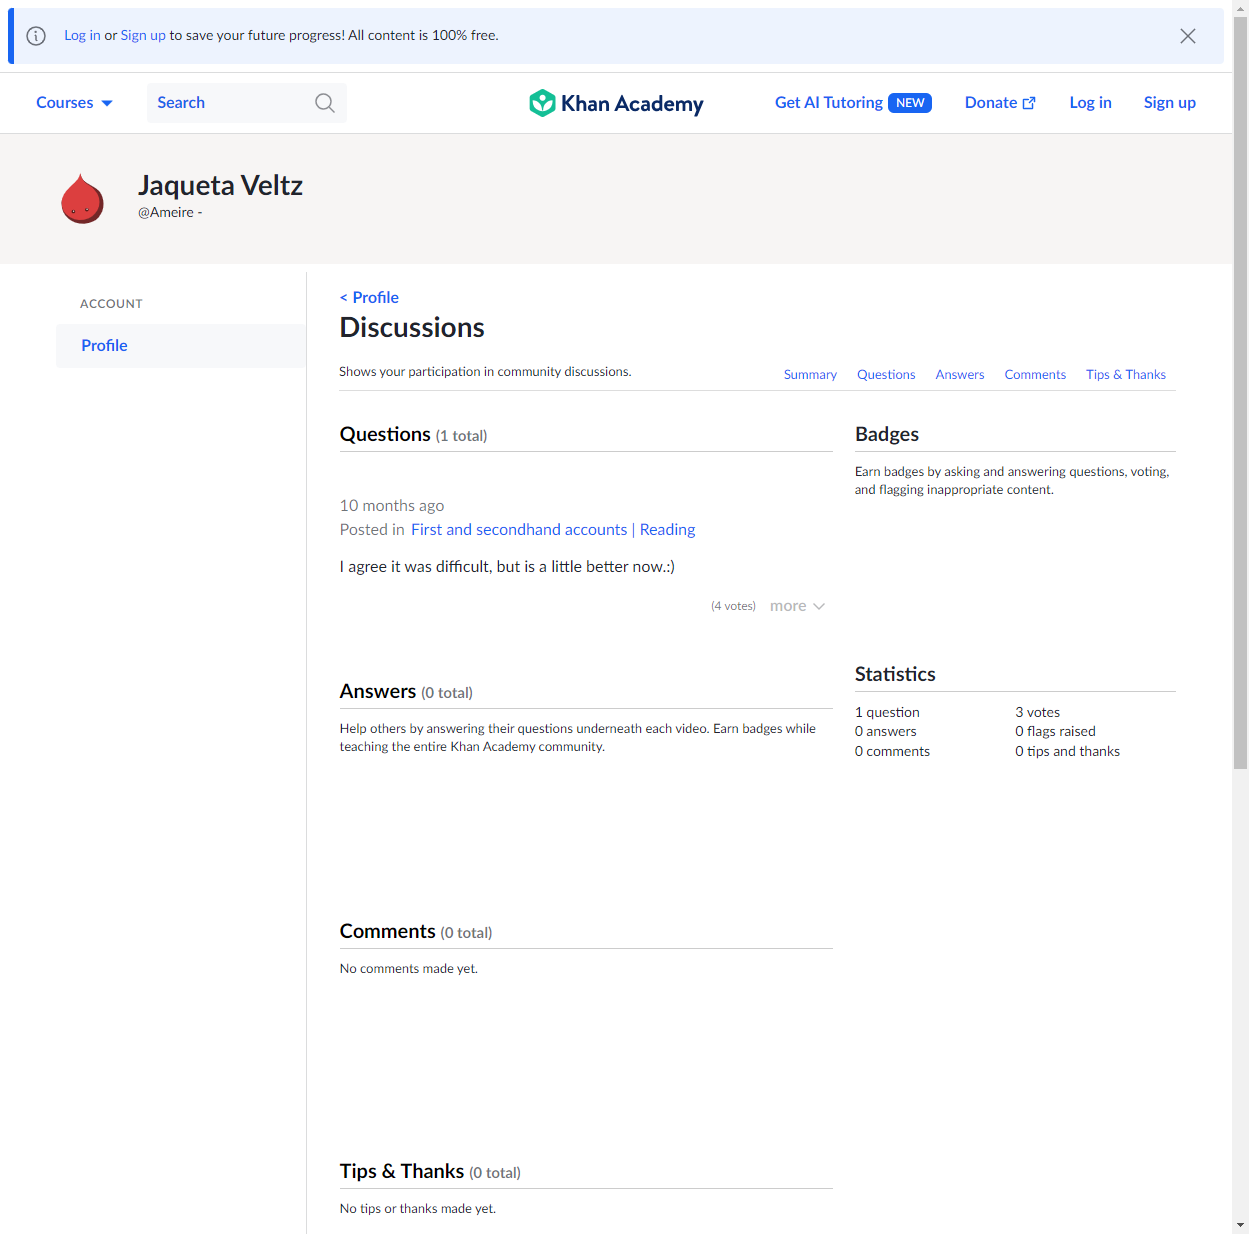 Log in or Sign up to save your future progress! All content is 100% free.
Courses Search Khan Academy Get AI Tutoring NEW Donate Log in Sign up
Jaqueta Veltz
@Ameire -
ACCOUNT
Profile
< Profile
Discussions
Shows your participation in community discussions.
Summary Questions Answers Comments Tips & Thanks
Questions (1 total)
10 months ago
Posted in First and secondhand accounts | Reading
I agree it was difficult, but is a little better now.:)
(4 votes) more
Answers (0 total)
Help others by answering their questions underneath each video. Earn badges while
teaching the entire Khan Academy community.
Comments (0 total)
No comments made yet.
Tips & Thanks (0 total)
No tips or thanks made yet.
Badges
Earn badges by asking and answering questions, voting,
and flagging inappropriate content.
Statistics
1 question 3 votes
0 answers 0 flags raised
0 comments 0 tips and thanks